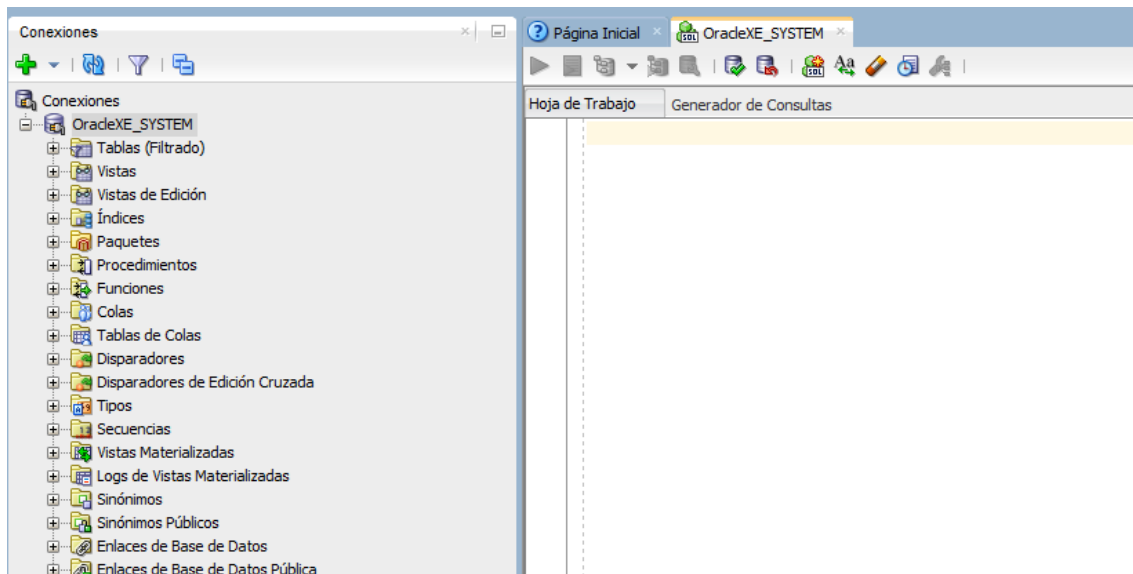 Conexiones
Conexiones
OracleXE_SYSTEM
Tablas (Filtrado)
Vistas
Vistas de Edición
Índices
Paquetes
Procedimientos
Funciones
Colas
Tablas de Colas
Disparadores
Disparadores de Edición Cruzada
Tipos
Secuencias
Vistas Materializadas
Logs de Vistas Materializadas
Sinónimos
Sinónimos Públicos
Enlaces de Base de Datos
Enlaces de Base de Datos Pública
Página Inicial
OracleXE_SYSTEM
Hoja de Trabajo
Generador de Consultas